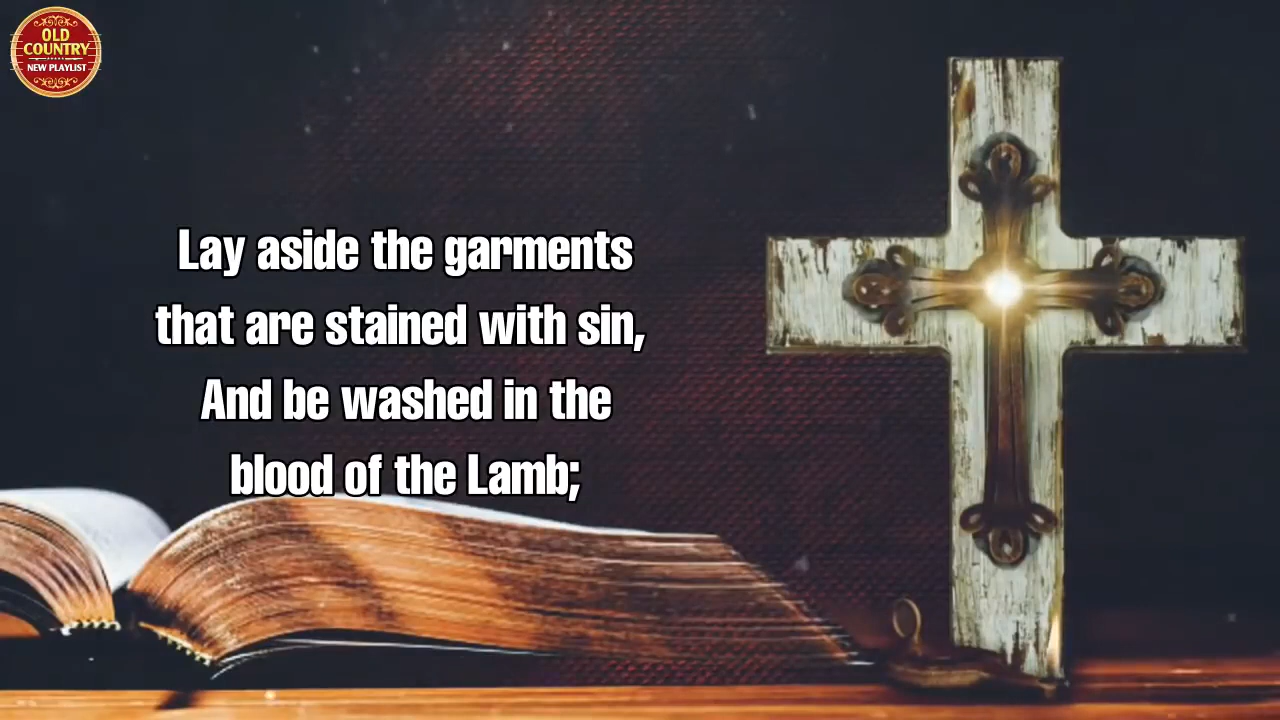 OLD
COUNTRY
NEW PLAYLIST
Lay aside the garments
that are stained with sin,
And be washed in the
blood of the Lamb;